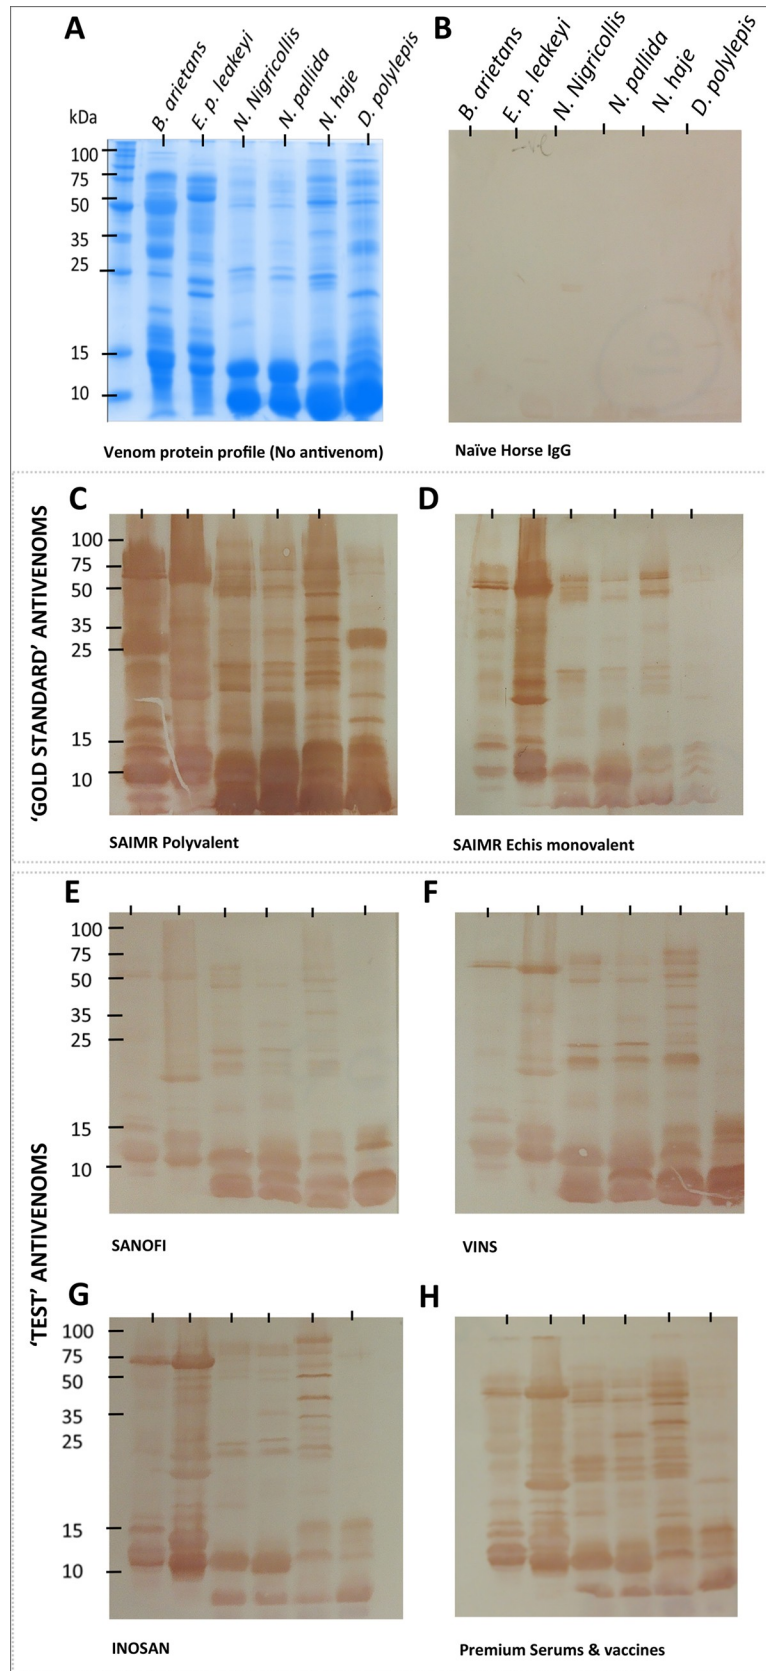 A
B. arietans
E. p. leakeyi
N. Nigricollis
N. pallida
N. haje
D. polylepis
kDa
100
75
50
35
25
15
10
Venom protein profile (No antivenom)
B
B. arietans
E. p. leakeyi
N. Nigricollis
N. pallida
N. haje
D. polylepis
-ve
Naïve Horse IgG
'GOLD STANDARD' ANTIVENOMS
C
100
75
50
35
25
15
10
SAIMR Polyvalent
D
SAIMR Echis monovalent
'TEST' ANTIVENOMS
E
100
75
50
35
25
15
10
SANOFI
F
VINS
G
100
75
50
35
25
15
10
INOSAN
H
Premium Serums & vaccines